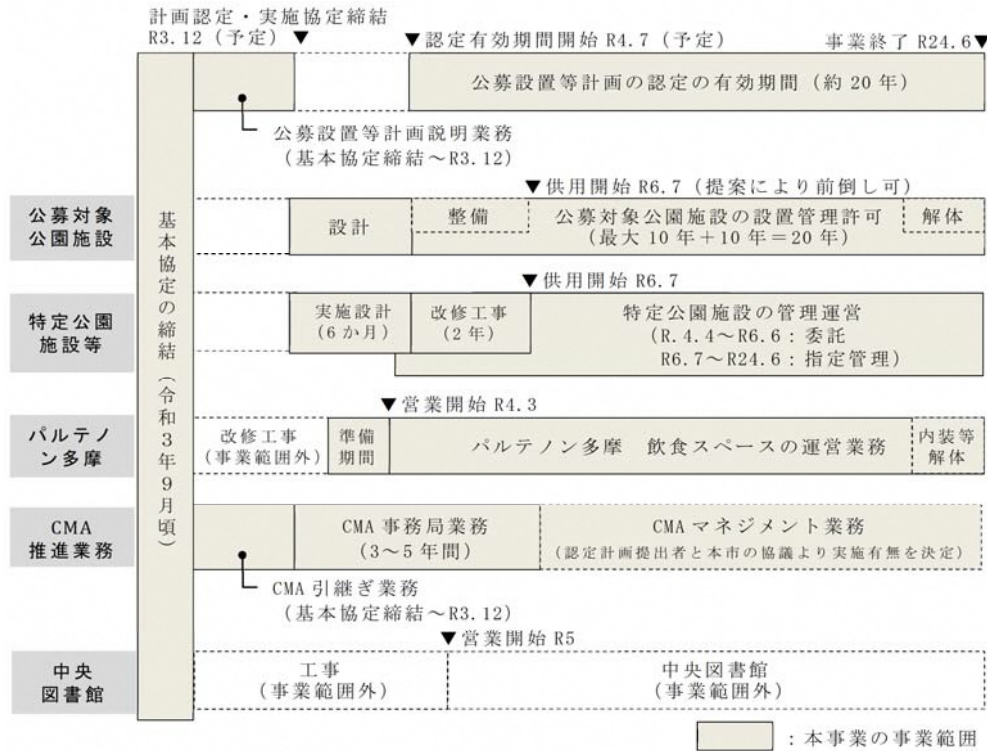 計画認定・実施協定締結
R3.12（予定）▼
▼認定有効期間開始 R4.7（予定）
事業終了 R24.6▼
公募設置等計画の認定の有効期間（約20年）
公募設置等計画説明業務
（基本協定締結～R3.12）
基本協定の締結（令和3年9月頃）
▼供用開始 R6.7（提案により前倒し可）
公募対象
公園施設
設計
整備
公募対象公園施設の設置管理許可
（最大10年＋10年＝20年）
解体
▼供用開始 R6.7
特定公園
施設等
実施設計
（6か月）
改修工事
（2年）
特定公園施設の管理運営
（R.4.4～R6.6：委託
R6.7～R24.6：指定管理）
▼営業開始 R4.3
パルテノ
ン多摩
改修工事
（事業範囲外）
準備
期間
パルテノン多摩　飲食スペースの運営業務
内装等
解体
CMA
推進業務
CMA 事務局業務
（3～5年間）
CMA マネジメント業務
（認定計画提出者と本市の協議より実施有無を決定）
CMA 引継ぎ業務
（基本協定締結～R3.12）
▼営業開始 R5
中央
図書館
工事
（事業範囲外）
中央図書館
（事業範囲外）
：本事業の事業範囲